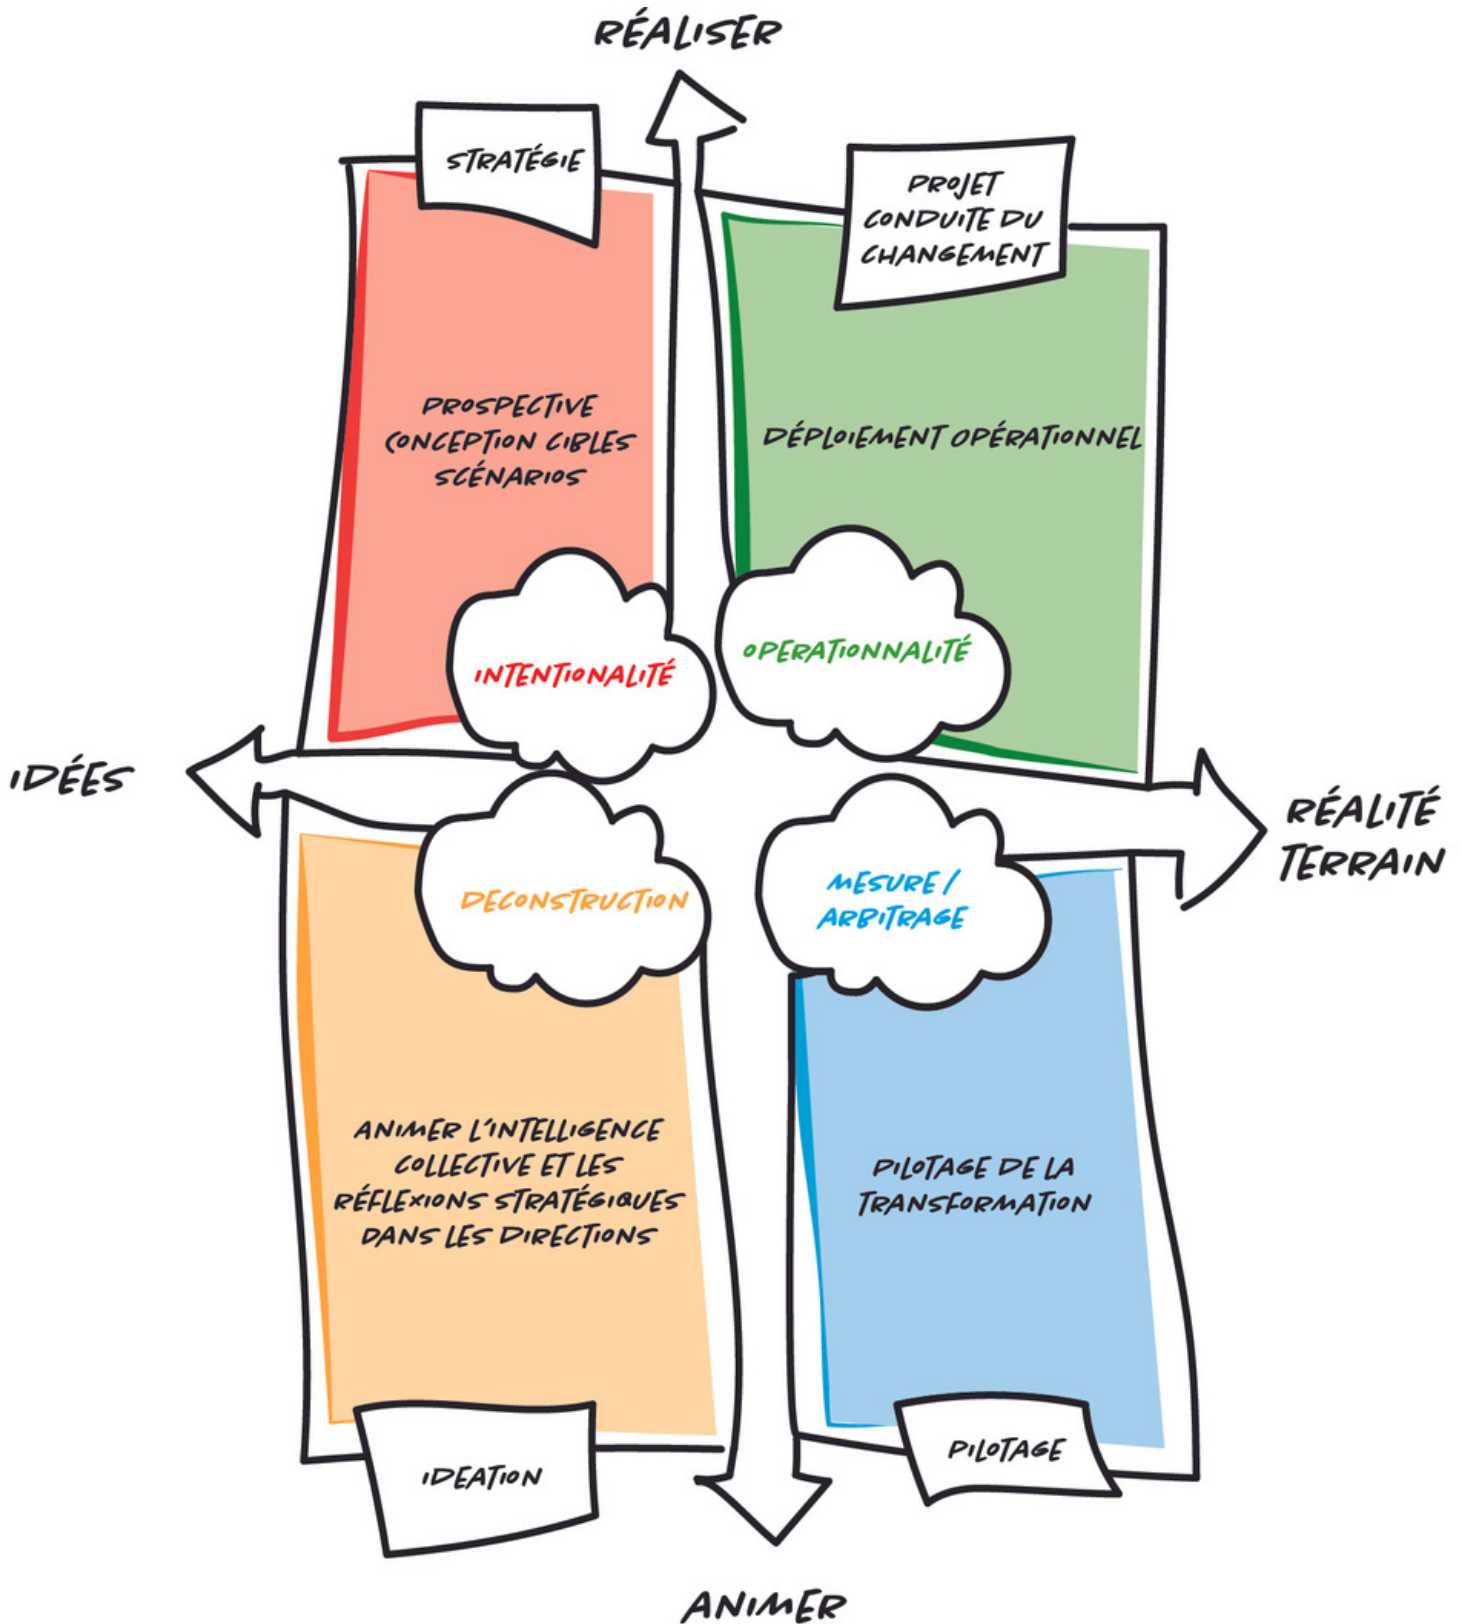 RÉALISER
STRATÉGIE
PROJET
CONDUITE DU
CHANGEMENT
PROSPECTIVE
CONCEPTION CIBLES
SCÉNARIOS
DÉPLOIEMENT OPÉRATIONNEL
INTENTIONALITÉ
OPERATIONNALITÉ
IDÉES
RÉALITÉ
TERRAIN
DECONSTRUCTION
MESURE /
ARBITRAGE
ANIMER L'INTELLIGENCE
COLLECTIVE ET LES
RÉFLEXIONS STRATÉGIQUES
DANS LES DIRECTIONS
PILOTAGE DE LA
TRANSFORMATION
IDEATION
PILOTAGE
ANIMER